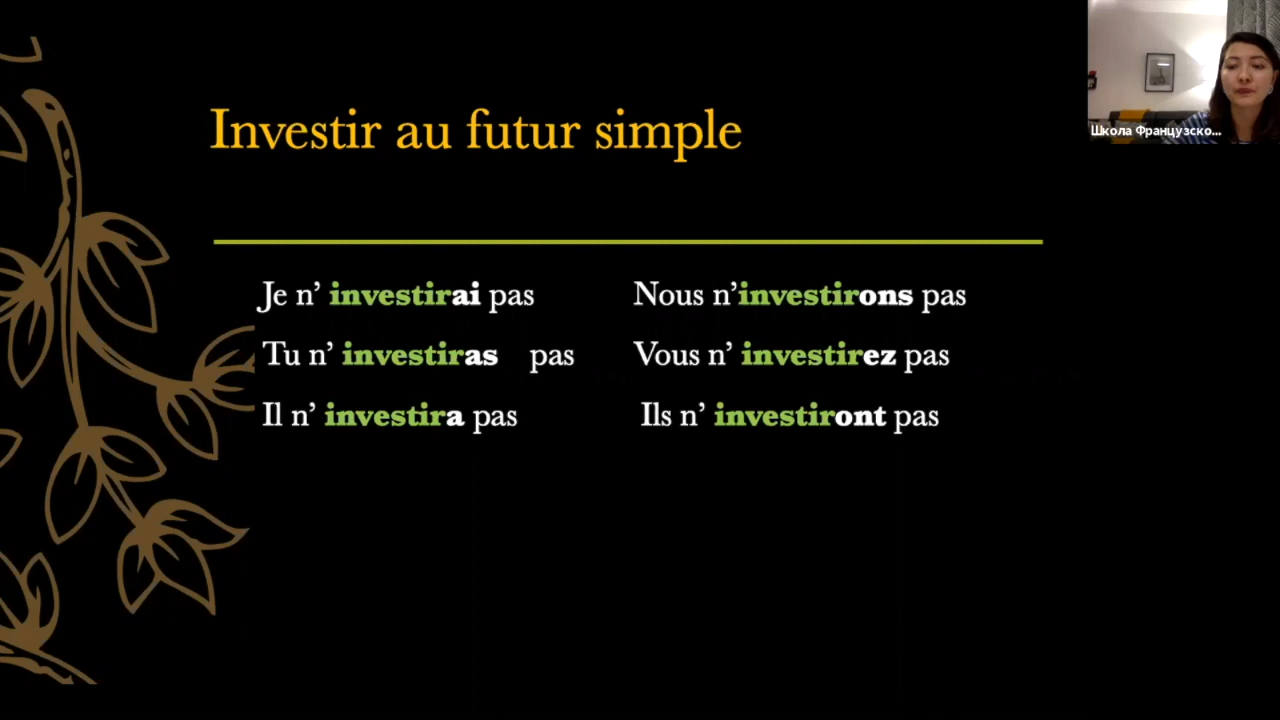 Investir au futur simple
Je n’ investirai pas
Tu n’ investiras pas
Il n’ investira pas
Nous n’investirons pas
Vous n’ investirez pas
Ils n’ investiront pas
Школа Французско...